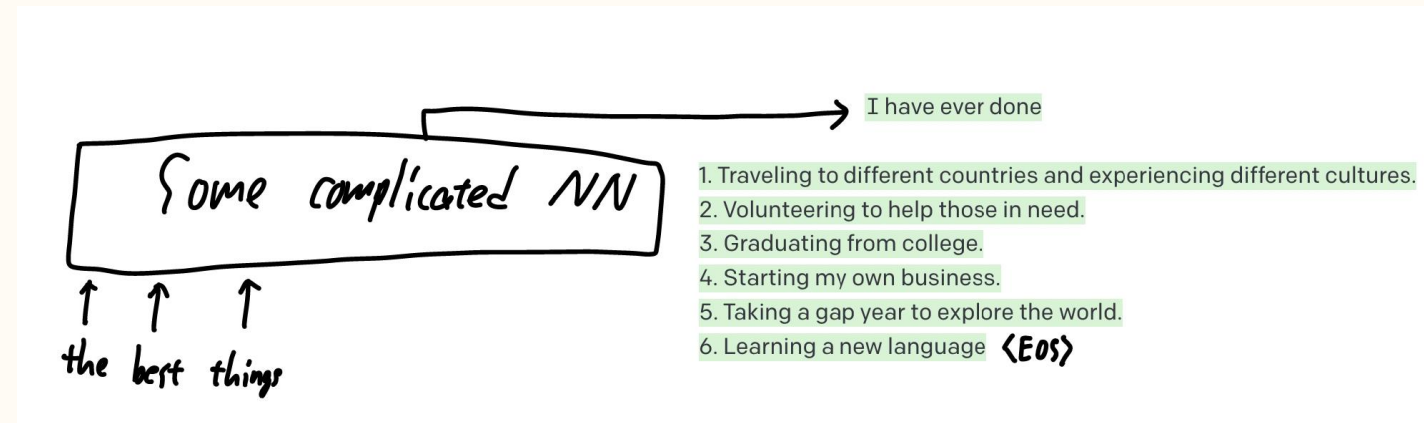 I have ever done
Some complicated NN
1. Traveling to different countries and experiencing different cultures.
2. Volunteering to help those in need.
3. Graduating from college.
4. Starting my own business.
5. Taking a gap year to explore the world.
6. Learning a new language <EOS>
the best things